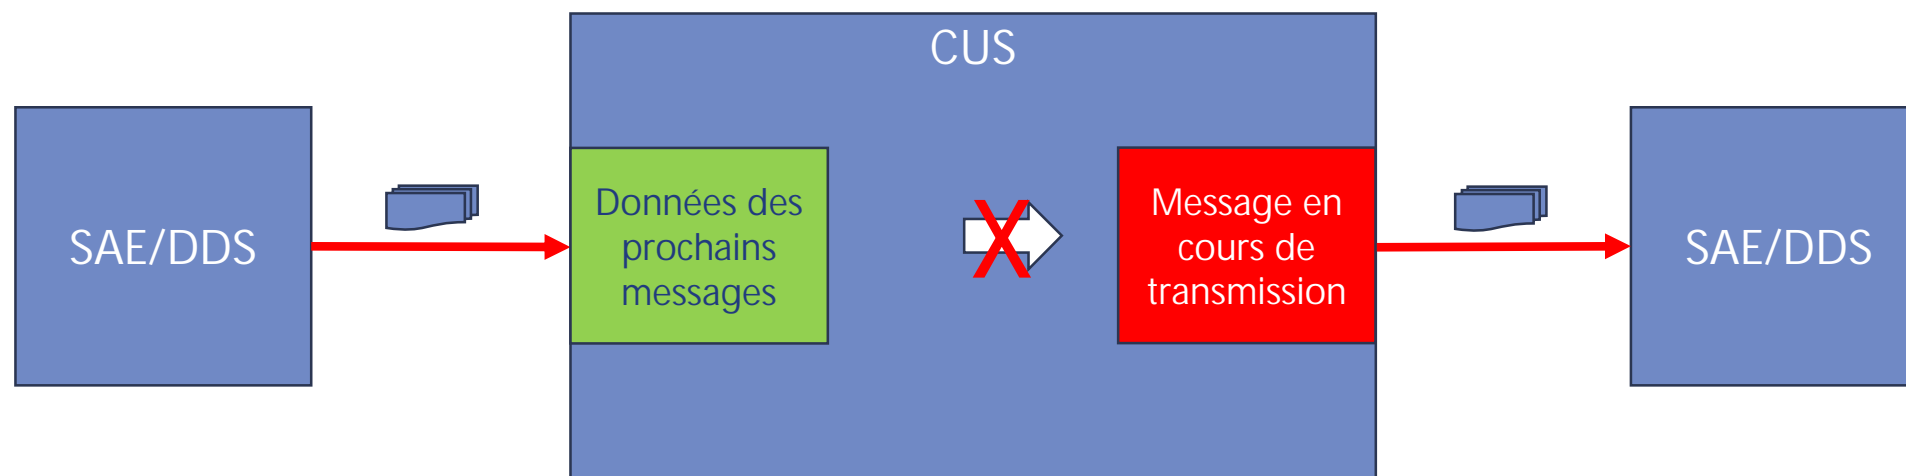 CUS
SAE/DDS
Données des
prochains
messages
X
Message en
cours de
transmission
SAE/DDS